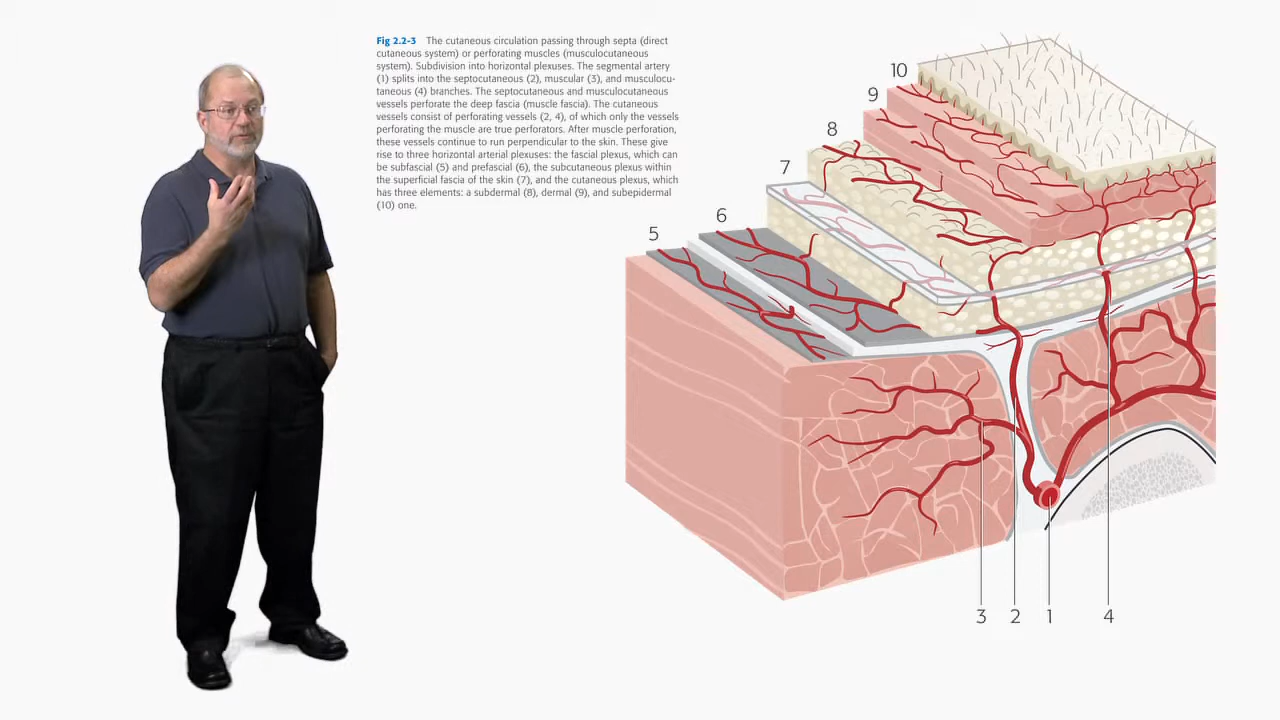 Fig 2.2-3 The cutaneous circulation passing through septa (direct
cutaneous system) or perforating muscles (musculocutaneous
system). Subdivision into horizontal plexuses. The segmental artery
(1) splits into the septocutaneous (2), muscular (3), and musculocu-
taneous (4) branches. The septocutaneous and musculocutaneous
vessels perforate the deep fascia (muscle fascia). The cutaneous
vessels consist of perforating vessels (2, 4), of which only the vessels
perforating the muscle are true perforators. After muscle perforation,
these vessels continue to run perpendicular to the skin. These give
rise to three horizontal arterial plexuses: the fascial plexus, which can
be subfascial (5) and prefascial (6), the subcutaneous plexus within
the superficial fascia of the skin (7), and the cutaneous plexus, which
has three elements: a subdermal (8), dermal (9), and subepidermal
(10) one.
10
9
8
7
6
5
3 2 1 4